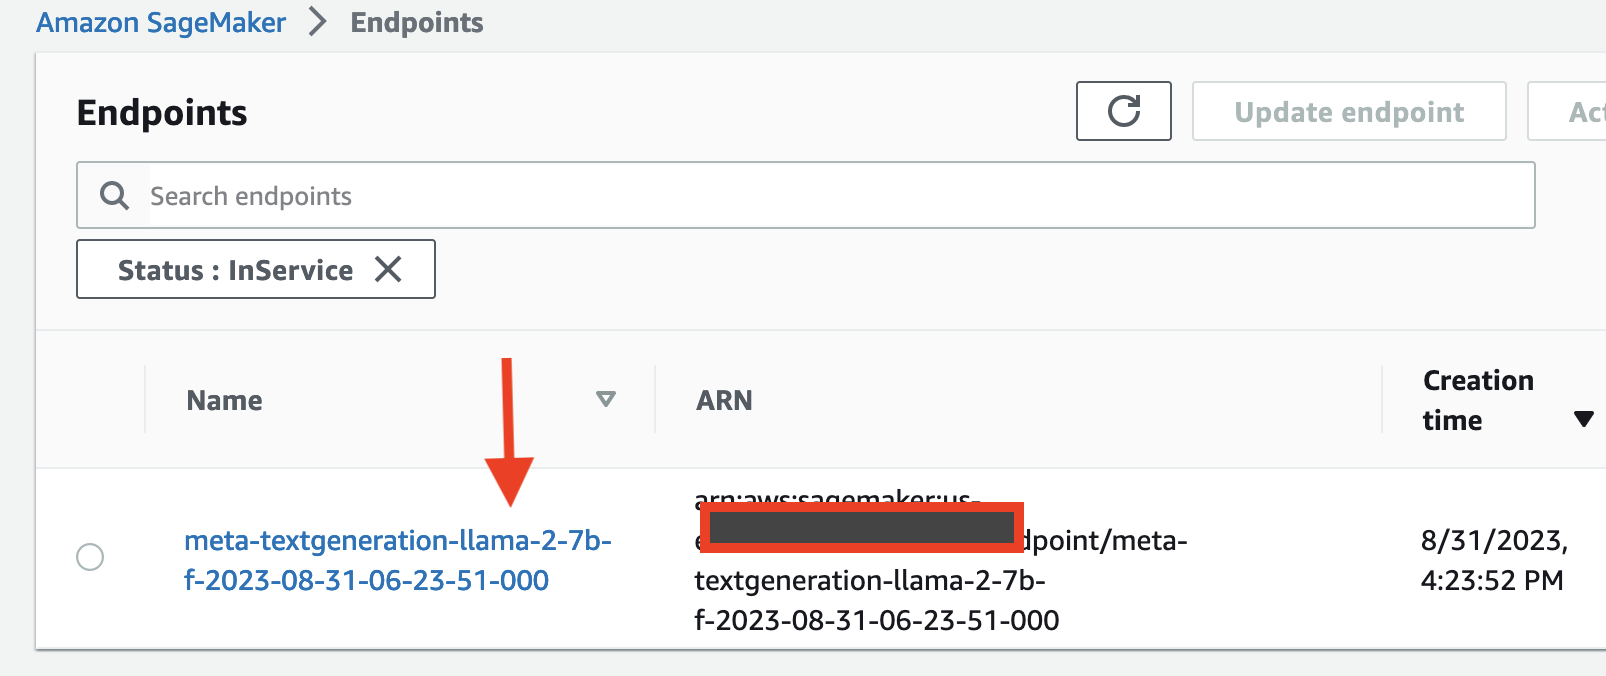 Amazon SageMaker > Endpoints
Endpoints
Update endpoint
Search endpoints
Status : InService
Name
ARN
Creation
time
meta-textgeneration-llama-2-7b-
f-2023-08-31-06-23-51-000
arn:aws:sagemaker:us-
dpoint/meta-
textgeneration-llama-2-7b-
f-2023-08-31-06-23-51-000
8/31/2023,
4:23:52 PM